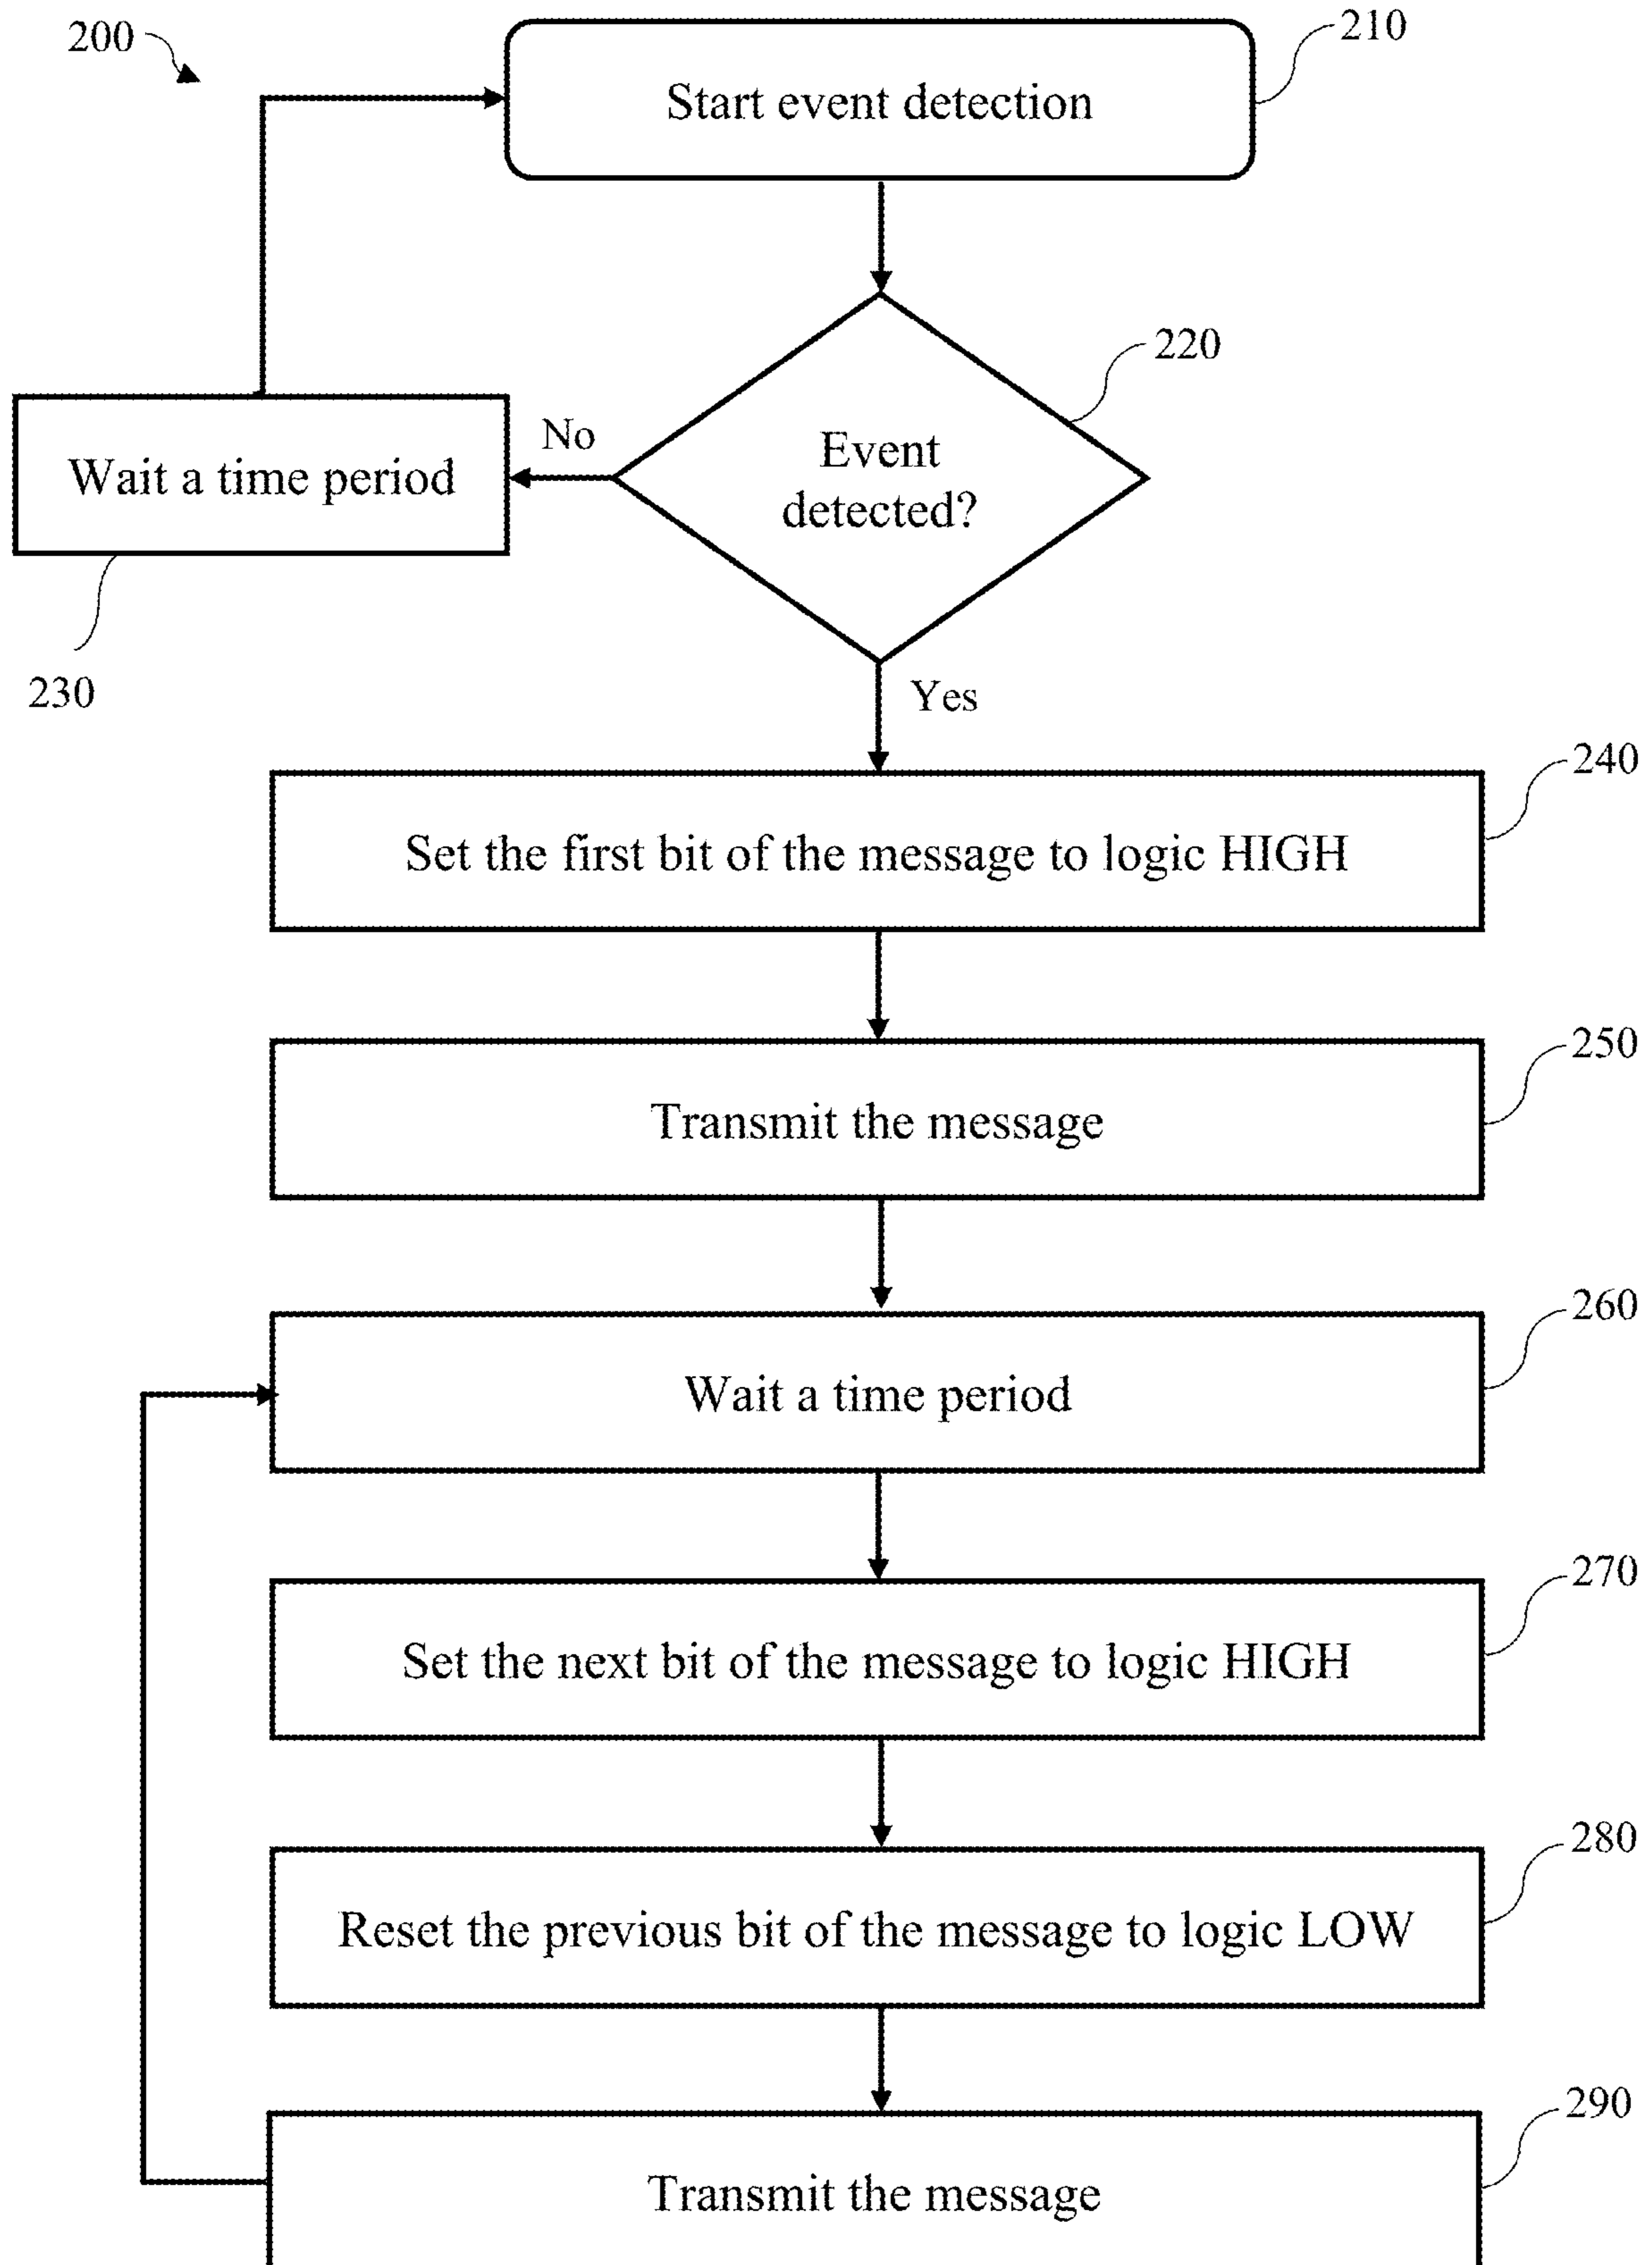 200
210
Start event detection
220
No
Event
detected?
Wait a time period
230
Yes
240
Set the first bit of the message to logic HIGH
250
Transmit the message
260
Wait a time period
270
Set the next bit of the message to logic HIGH
280
Reset the previous bit of the message to logic LOW
290
Transmit the message